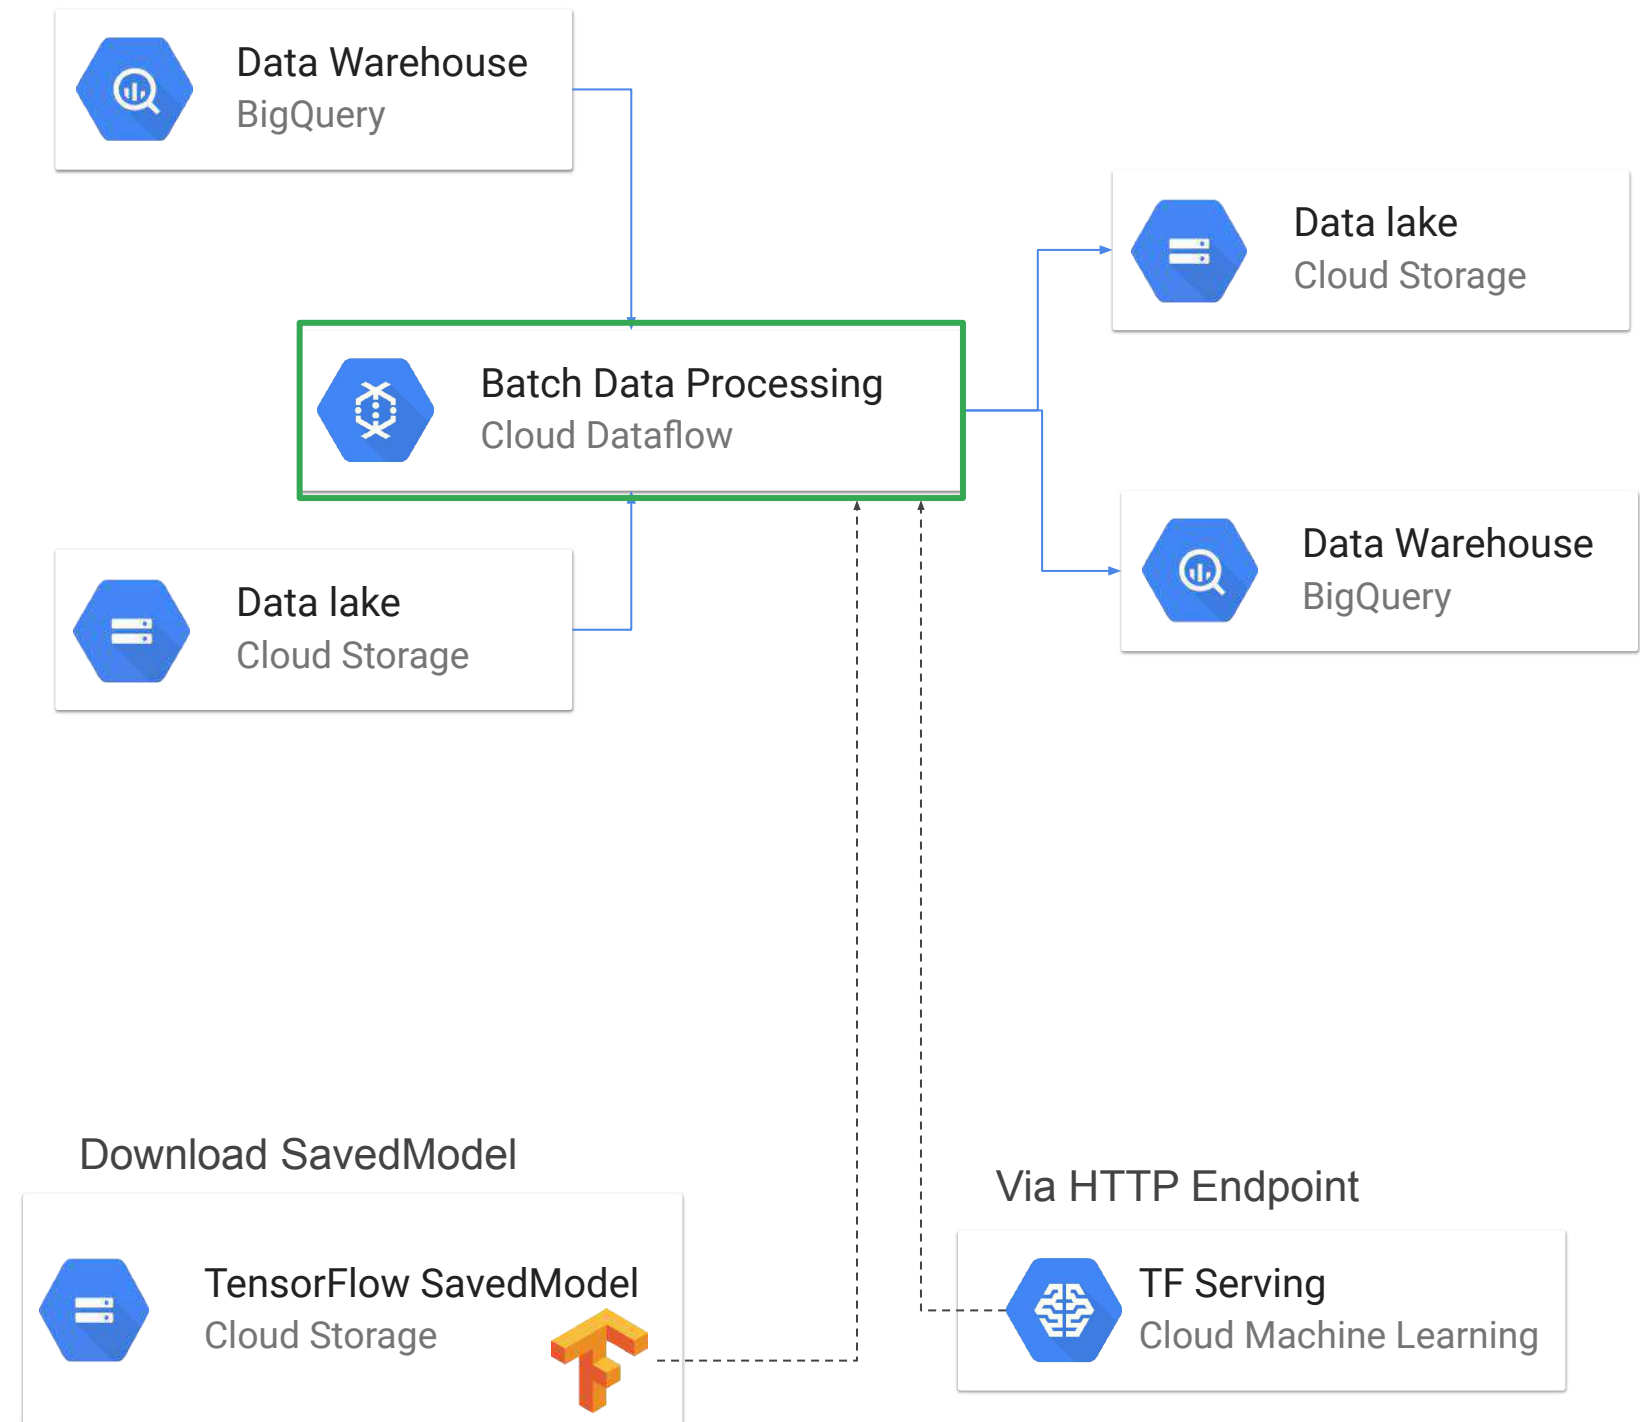 Data Warehouse
BigQuery
Data lake
Cloud Storage
Batch Data Processing
Cloud Dataflow
Data Warehouse
BigQuery
Data lake
Cloud Storage
Download SavedModel
TensorFlow SavedModel
Cloud Storage
Via HTTP Endpoint
TF Serving
Cloud Machine Learning